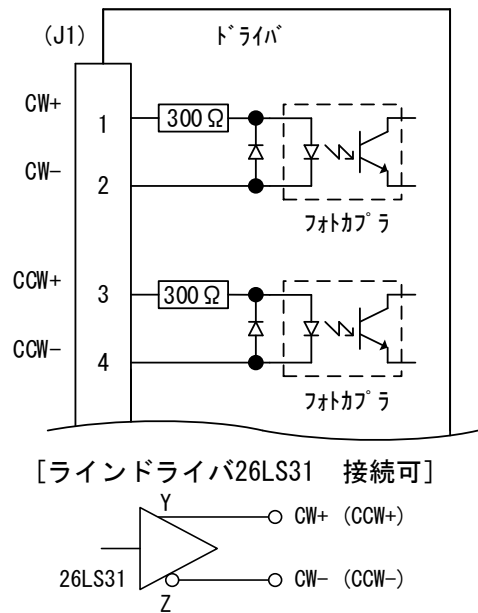 (J1) ﾄﾞﾗｲﾊﾞ
CW+
1
300Ω
CW-
2
ﾌｫﾄｶﾌﾟﾗ
CCW+
3
300Ω
CCW-
4
ﾌｫﾄｶﾌﾟﾗ
[ラインドライバ26LS31 接続可]
Y
CW+ (CCW+)
26LS31
CW- (CCW-)
Z